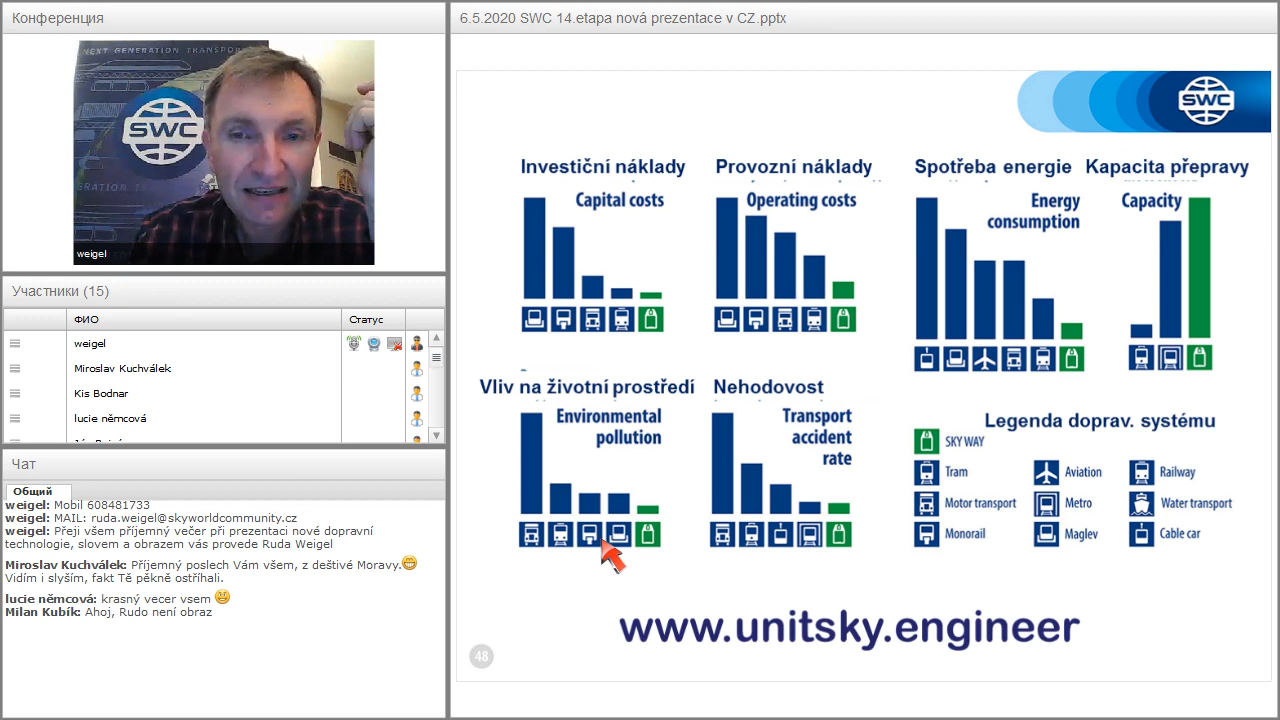 Конференция
NEXT GENERATION TRANSPORT
SWC
weigel
Участники (15)
ФИО
Статус
weigel
Miroslav Kuchválek
Kis Bodnar
lucie němcová
Чат
Общий
weigel: Mobil 608481733
weigel: MAIL: ruda.weigel@skyworldcommunity.cz
weigel: Přeji všem příjemný večer při prezentaci nové dopravní
technologie, slovem a obrazem vás provede Ruda Weigel
Miroslav Kuchválek: Příjemný poslech Vám všem, z deštivé Moravy.
Vidím i slyším, fakt Tě pěkně ostříhali.
lucie němcová: krasný vecer vsem
Milan Kubík: Ahoj, Rudo není obraz
6.5.2020 SWC 14.etapa nová prezentace v CZ.pptx
SWC
Investiční náklady
Capital costs
Provozní náklady
Operating costs
Spotřeba energie
Energy
consumption
Kapacita přepravy
Capacity
Vliv na životní prostředí
Environmental
pollution
Nehodovost
Transport
accident
rate
Legenda doprav. systému
SKY WAY
Tram
Aviation
Railway
Motor transport
Metro
Water transport
Monorail
Maglev
Cable car
www.unitsky.engineer
48